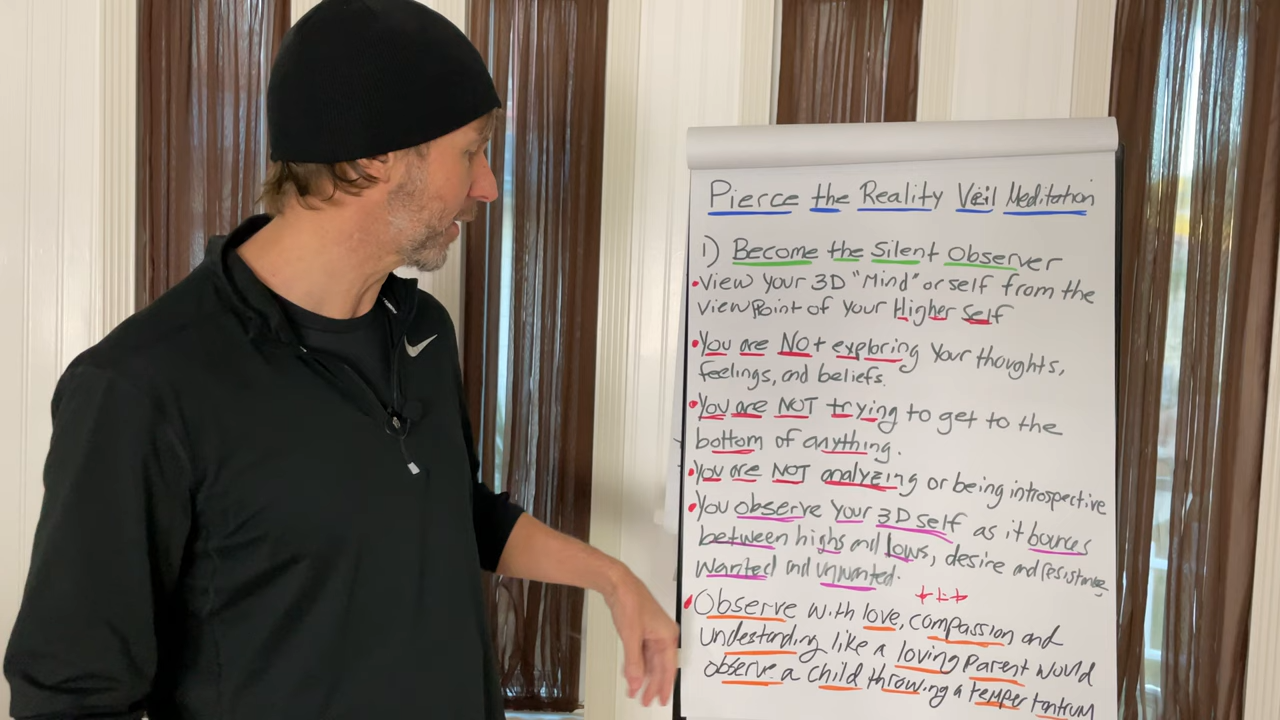 Pierce the Reality Veil Meditation
1) Become the Silent Observer
•View Your 3D "Mind" or self from the
viewPoint of Your Higher Self
•You are NOt exploring Your thoughts,
feelings, and beliefs.
•You are NOT trying to get to the
bottom of anything.
•You are NOT analyzing or being introspective
•You observe Your 3D self as it bounces
between highs and lows, desire and resistance,
wanted and unwanted.
+++
•Observe with love, compassion and
understanding like a loving Parent would
observe a child throwing a temper tantrum